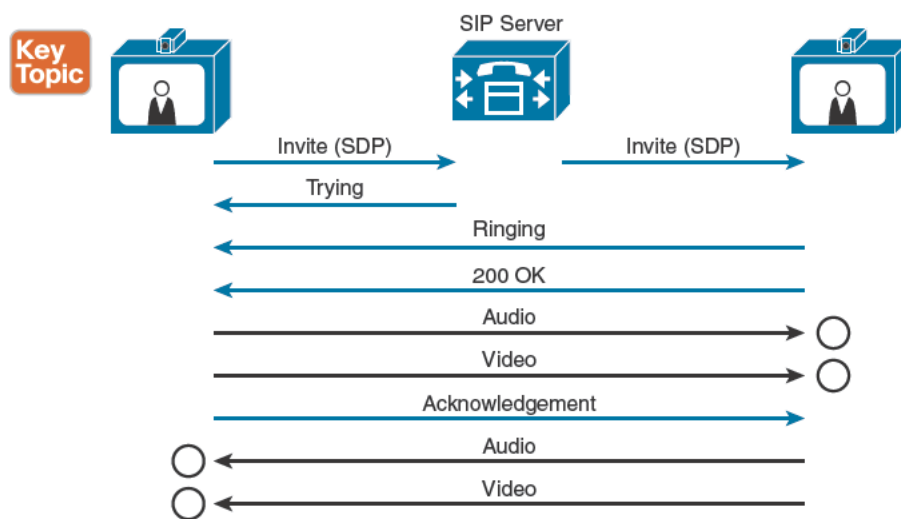 Key
Topic
SIP Server
Invite (SDP)
Invite (SDP)
Trying
Ringing
200 OK
Audio
Video
Acknowledgement
Audio
Video